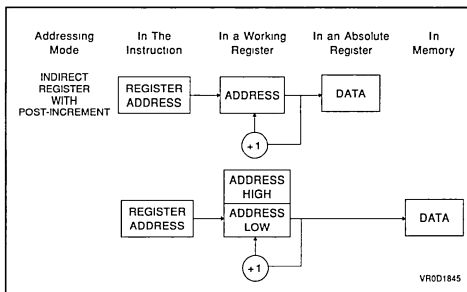 Addressing Mode
In The Instruction
In a Working Register
In an Absolute Register
In Memory
INDIRECT
REGISTER
WITH
POST-INCREMENT
REGISTER
ADDRESS
ADDRESS
DATA
+1
ADDRESS
HIGH
REGISTER
ADDRESS
ADDRESS
LOW
DATA
+1
VR0D1845